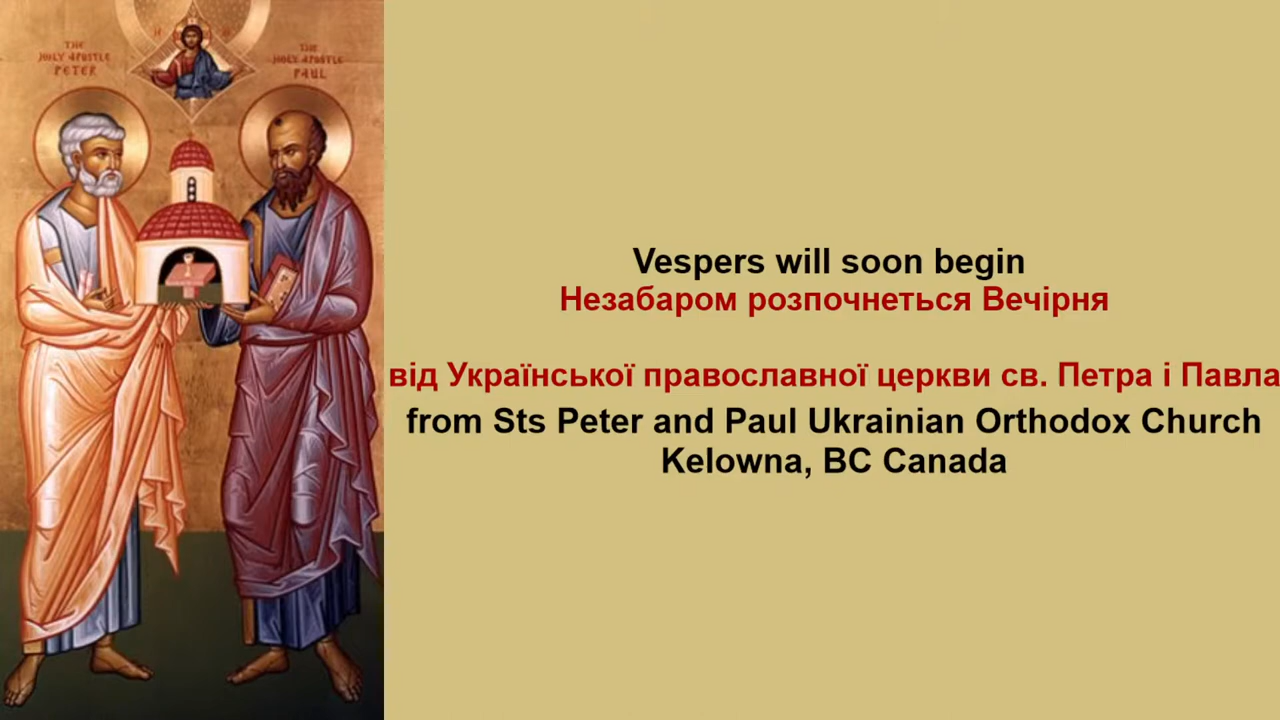 THE
HOLY APOSTLE
PETER
THE
HOLY APOSTLE
PAUL
Vespers will soon begin
Незабаром розпочнеться Вечірня
від Української православної церкви св. Петра і Павла
from Sts Peter and Paul Ukrainian Orthodox Church
Kelowna, BC Canada